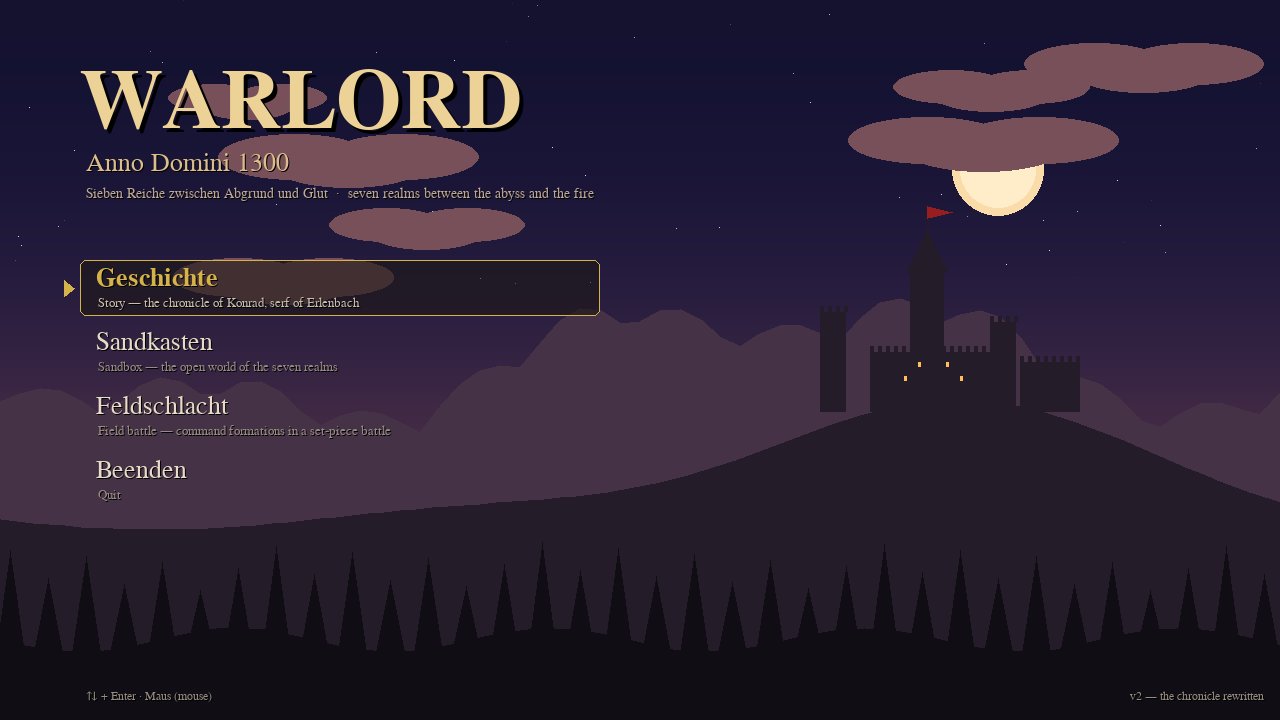 WARLORD
Anno Domini 1300
Sieben Reiche zwischen Abgrund und Glut · seven realms between the abyss and the fire
Geschichte
Story — the chronicle of Konrad, serf of Erlenbach
Sandkasten
Sandbox — the open world of the seven realms
Feldschlacht
Field battle — command formations in a set-piece battle
Beenden
Quit
↑↓ + Enter · Maus (mouse)
v2 — the chronicle rewritten